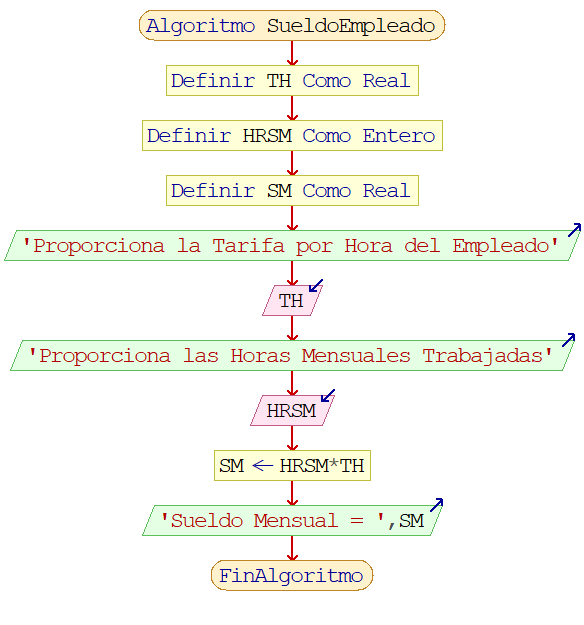 Algoritmo SueldoEmpleado
Definir TH Como Real
Definir HRSM Como Entero
Definir SM Como Real
'Proporciona la Tarifa por Hora del Empleado'
TH
'Proporciona las Horas Mensuales Trabajadas'
HRSM
SM ← HRSM*TH
'Sueldo Mensual = ',SM
FinAlgoritmo